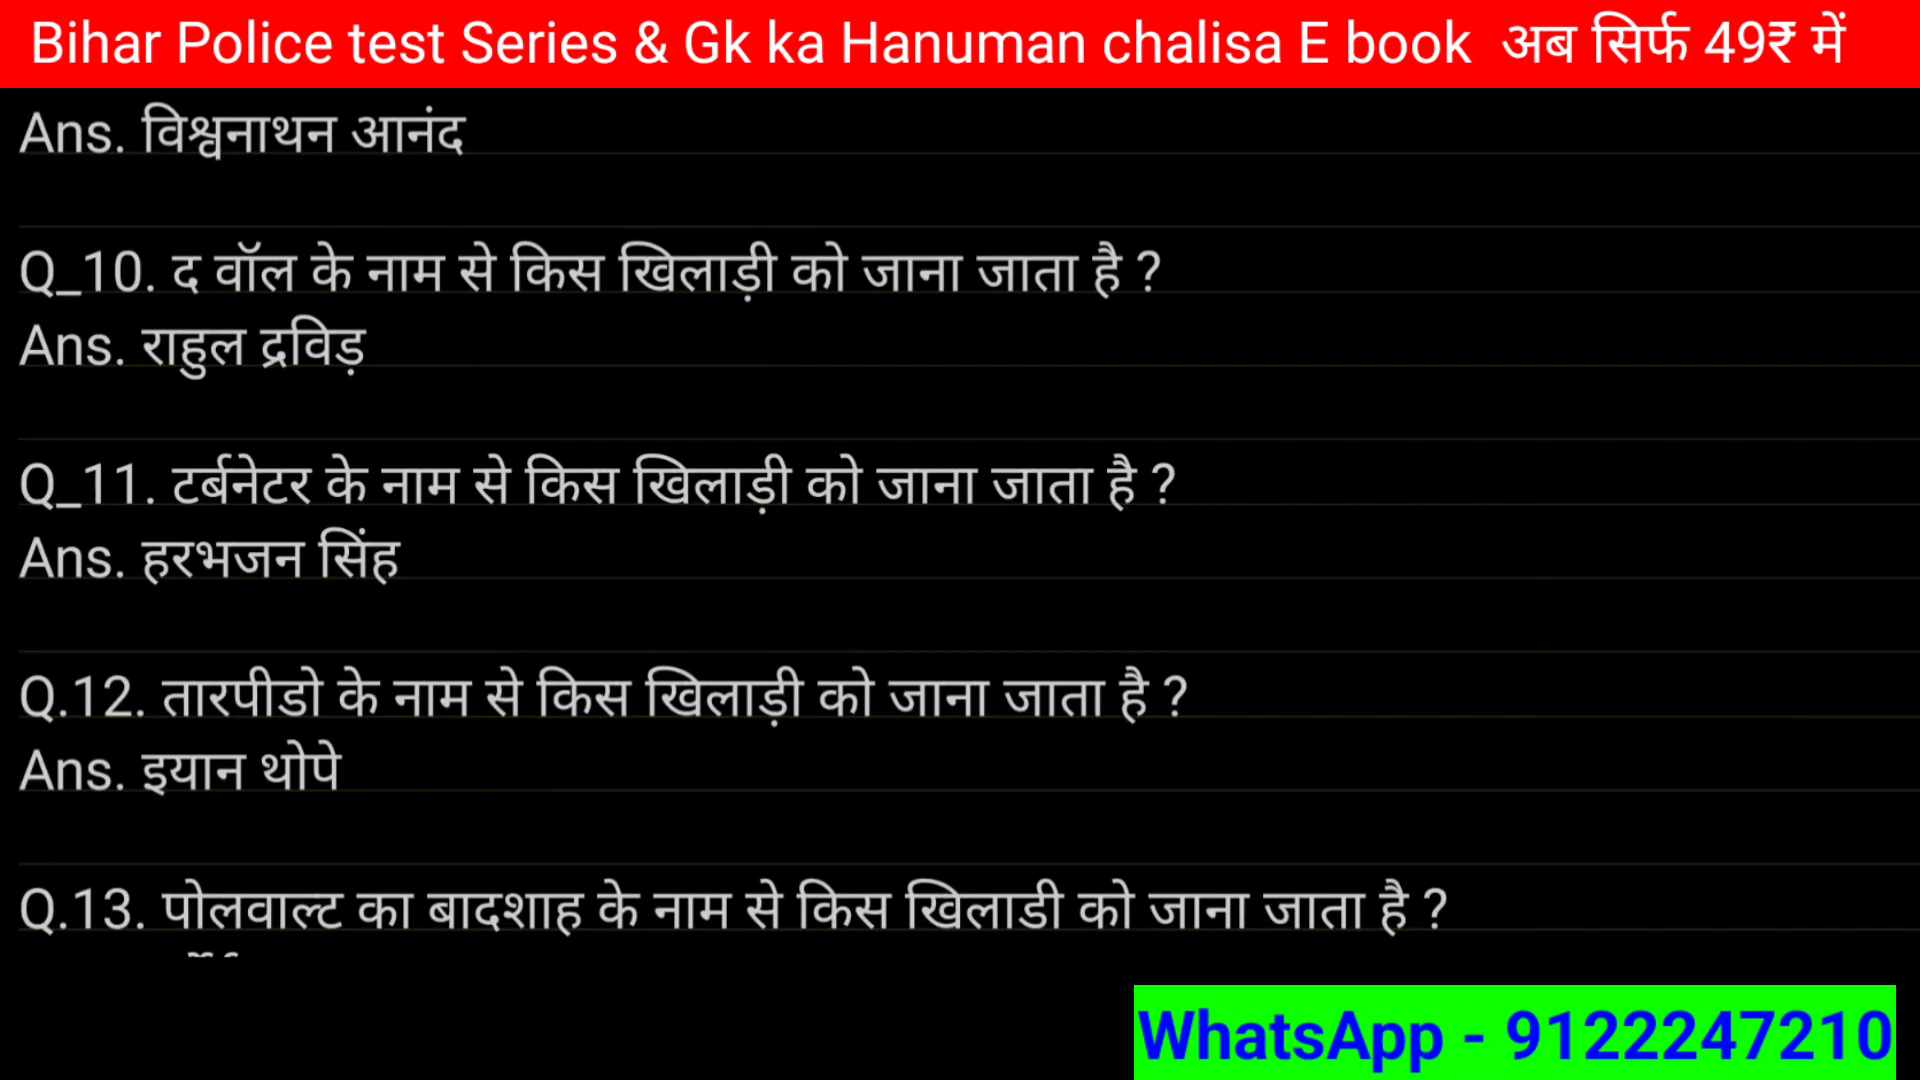 Bihar Police test Series & Gk ka Hanuman chalisa E book अब सिर्फ 49₹ में
Ans. विश्वनाथन आनंद
Q_10. द वॉल के नाम से किस खिलाड़ी को जाना जाता है ?
Ans. राहुल द्रविड़
Q_11. टर्बनेटर के नाम से किस खिलाड़ी को जाना जाता है ?
Ans. हरभजन सिंह
Q.12. तारपीडो के नाम से किस खिलाड़ी को जाना जाता है ?
Ans. इयान थोपे
Q.13. पोलवाल्ट का बादशाह के नाम से किस खिलाडी को जाना जाता है ?
WhatsApp - 9122247210